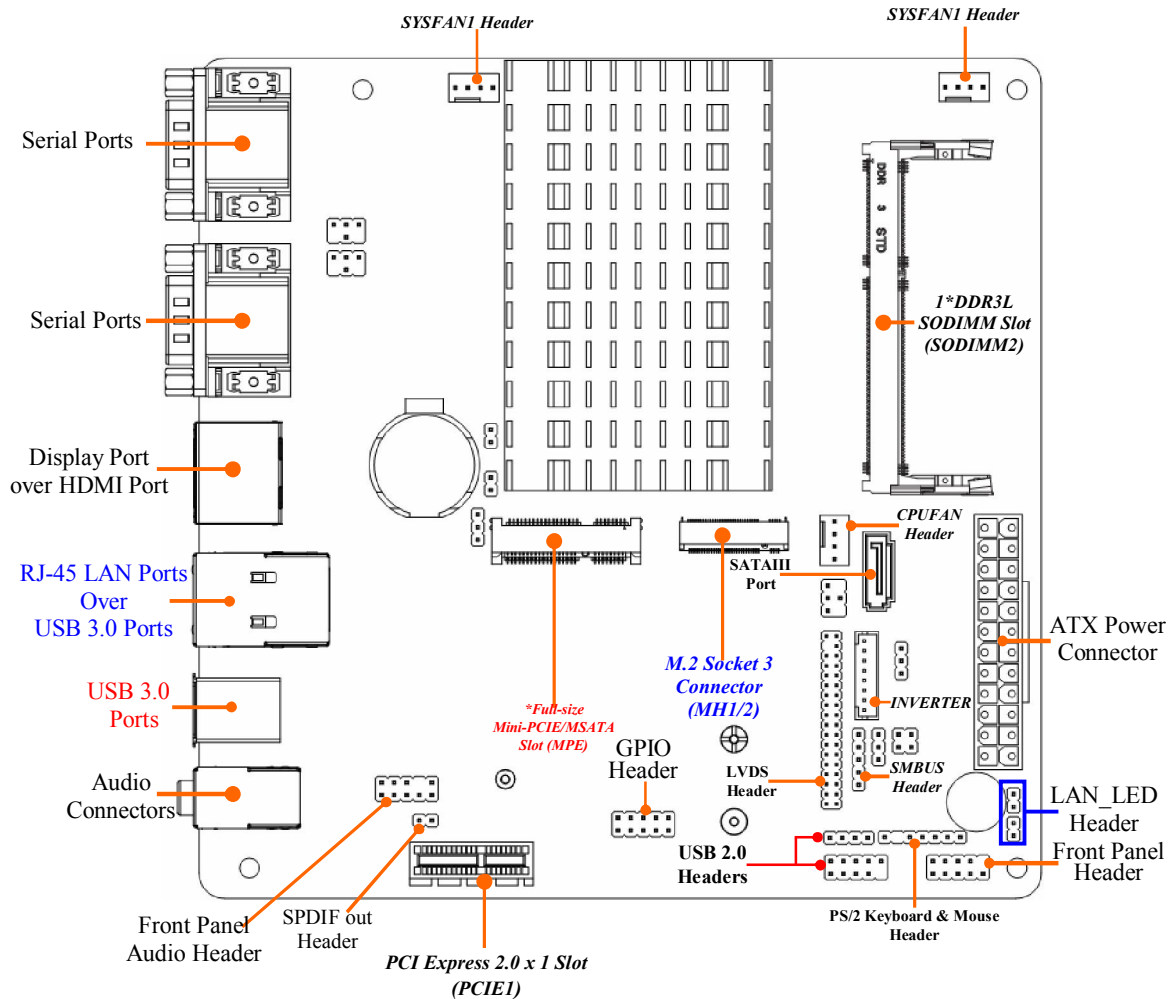 SYSFAN1 Header
SYSFAN1 Header
Serial Ports
DDR 3 STD
1*DDR3L
SODIMM Slot
(SODIMM2)
Serial Ports
Display Port
over HDMI Port
CPUFAN
Header
SATAIII
Port
RJ-45 LAN Ports
Over
USB 3.0 Ports
ATX Power
Connector
M.2 Socket 3
Connector
(MH1/2)
USB 3.0
Ports
*Full-size
Mini-PCIE/MSATA
Slot (MPE)
INVERTER
GPIO
Header
LVDS
Header
SMBUS
Header
Audio
Connectors
LAN_LED
Header
USB 2.0
Headers
Front Panel
Header
Front Panel
Audio Header
SPDIF out
Header
PS/2 Keyboard & Mouse
Header
PCI Express 2.0 x 1 Slot
(PCIE1)